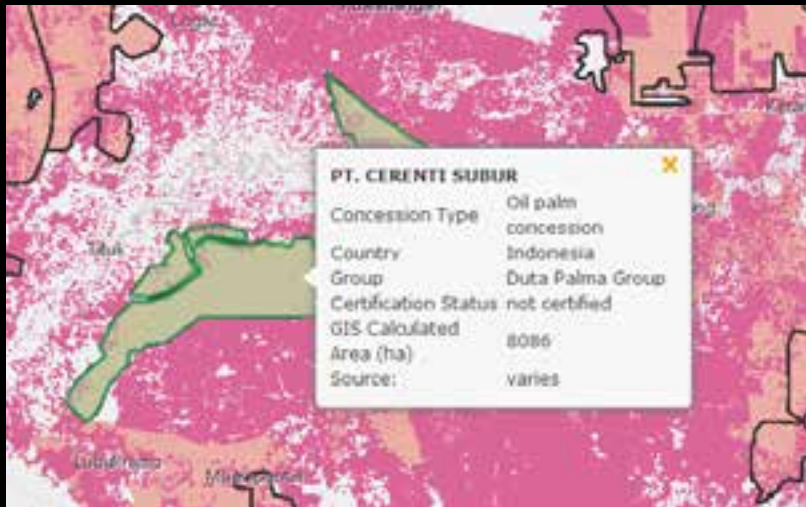 PT. CERENTI SUBUR
Concession Type Oil palm concession
Country Indonesia
Group Duta Palma Group
Certification Status not certified
GIS Calculated Area (ha) 8086
Source: varies